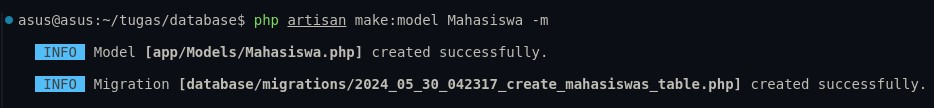 asus@asus:~/tugas/database$ php artisan make:model Mahasiswa -m
INFO Model [app/Models/Mahasiswa.php] created successfully.
INFO Migration [database/migrations/2024_05_30_042317_create_mahasiswas_table.php] created successfully.